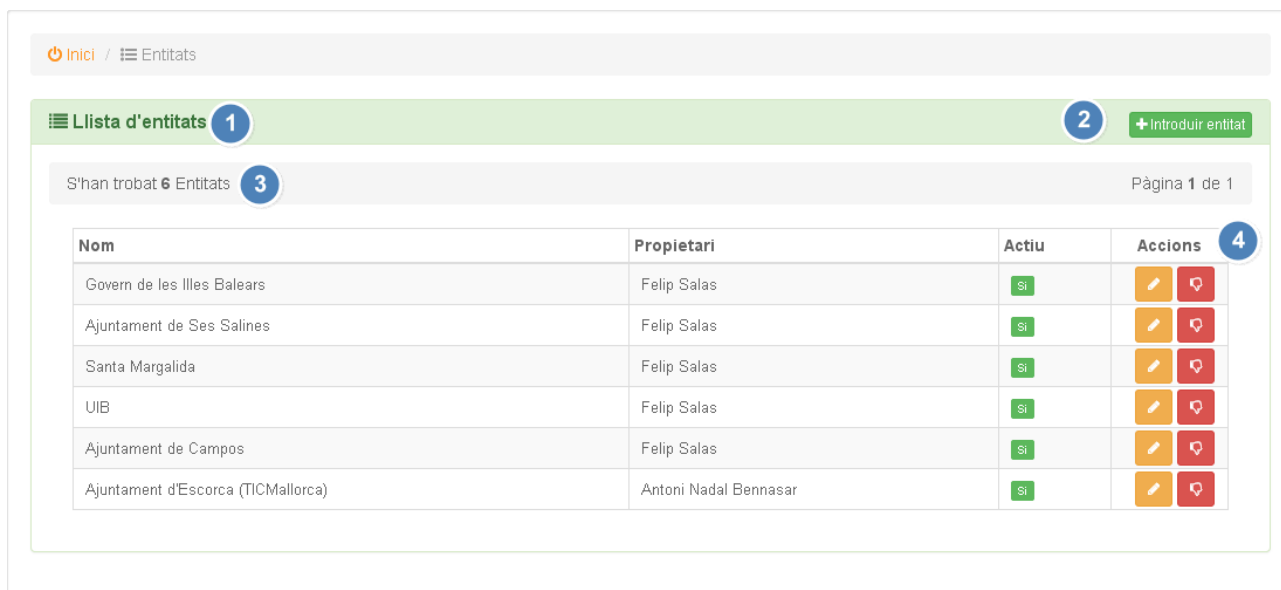 Inici / Entitats
Llista d'entitats 1 2 Introduir entitat
S'han trobat 6 Entitats 3 Pàgina 1 de 1
Nom Propietari Actiu Accions 4
Govern de les Illes Balears Felip Salas Si
Ajuntament de Ses Salines Felip Salas Si
Santa Margalida Felip Salas Si
UIB Felip Salas Si
Ajuntament de Campos Felip Salas Si
Ajuntament d'Escorca (TICMallorca) Antoni Nadal Bennasar Si